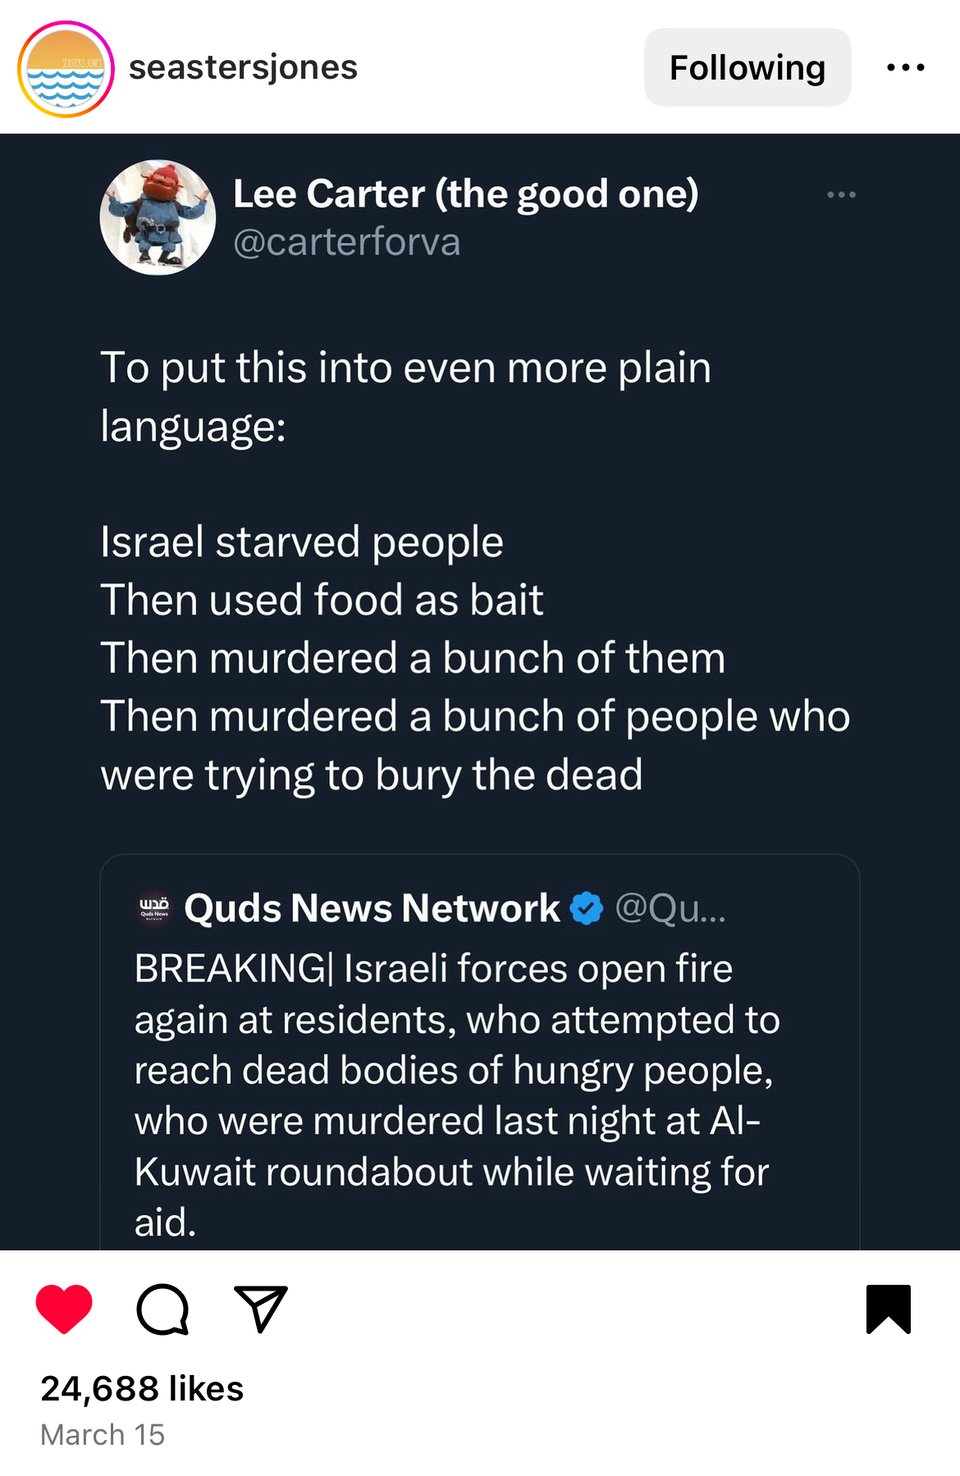 seastersjones
Following
Lee Carter (the good one)
@carterforva
To put this into even more plain
language:
Israel starved people
Then used food as bait
Then murdered a bunch of them
Then murdered a bunch of people who
were trying to bury the dead
قدس
Quds News
Network
Quds News Network @Qu...
BREAKING| Israeli forces open fire
again at residents, who attempted to
reach dead bodies of hungry people,
who were murdered last night at Al-
Kuwait roundabout while waiting for
aid.
24,688 likes
March 15